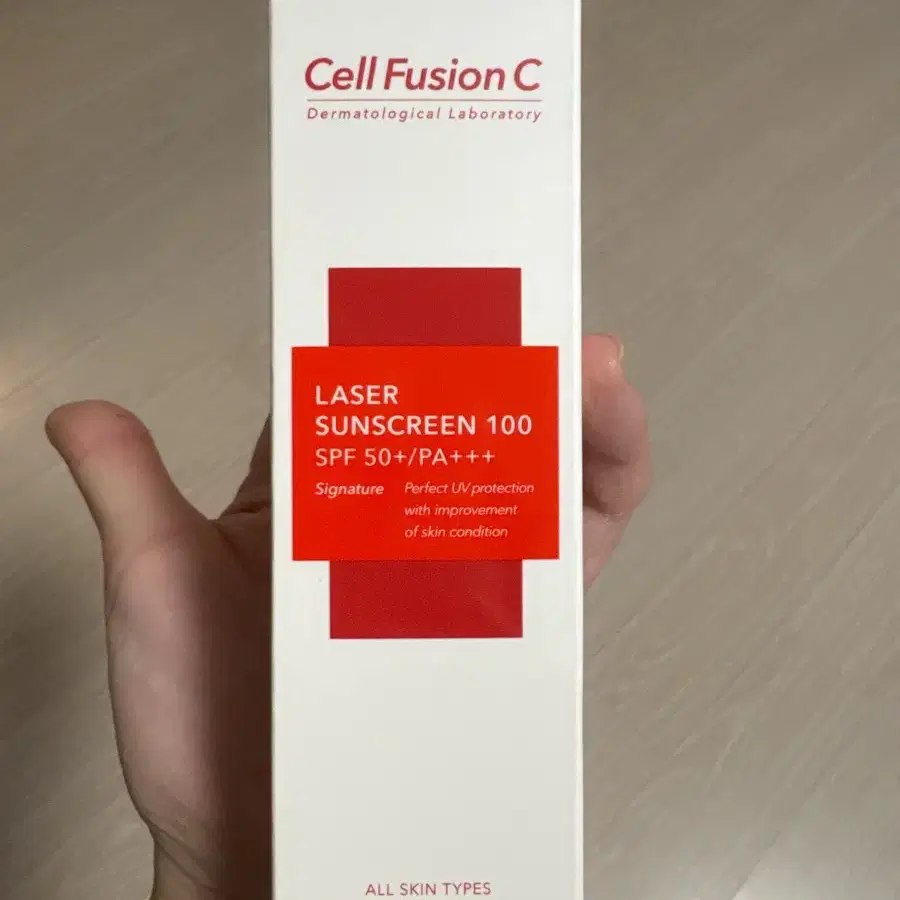 Cell Fusion C
Dermatological Laboratory
LASER
SUNSCREEN 100
SPF 50+/PA+++
Signature Perfect UV protection
with improvement
of skin condition
ALL SKIN TYPES